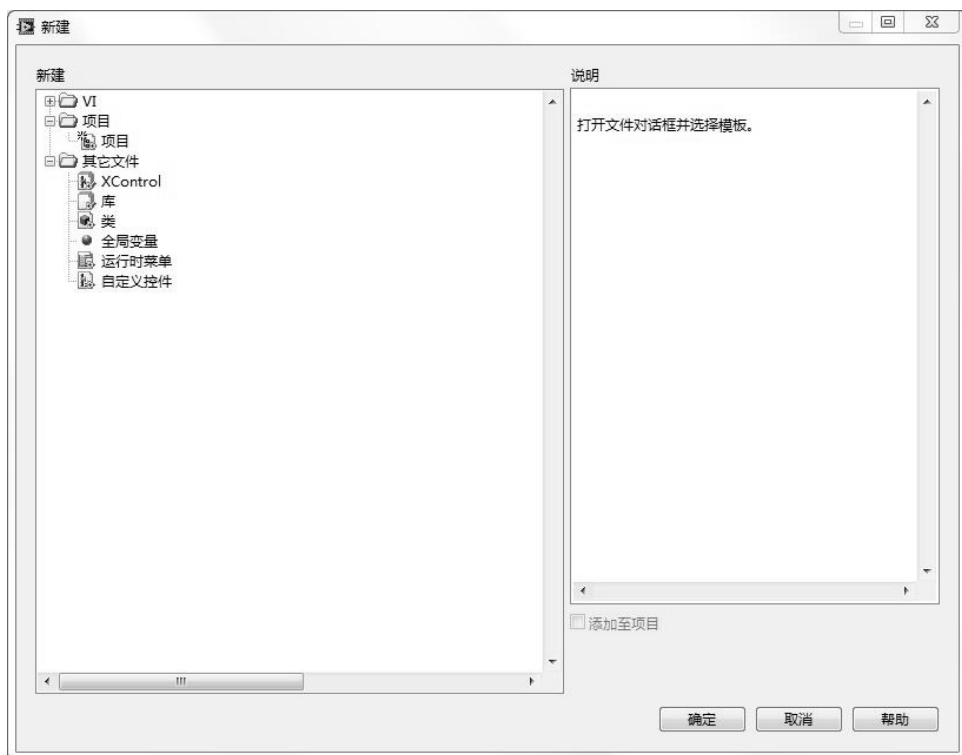 新建
新建
VI
项目
项目
其它文件
XControl
库
类
全局变量
运行时菜单
自定义控件
说明
打开文件对话框并选择模板。
添加至项目
确定 取消 帮助